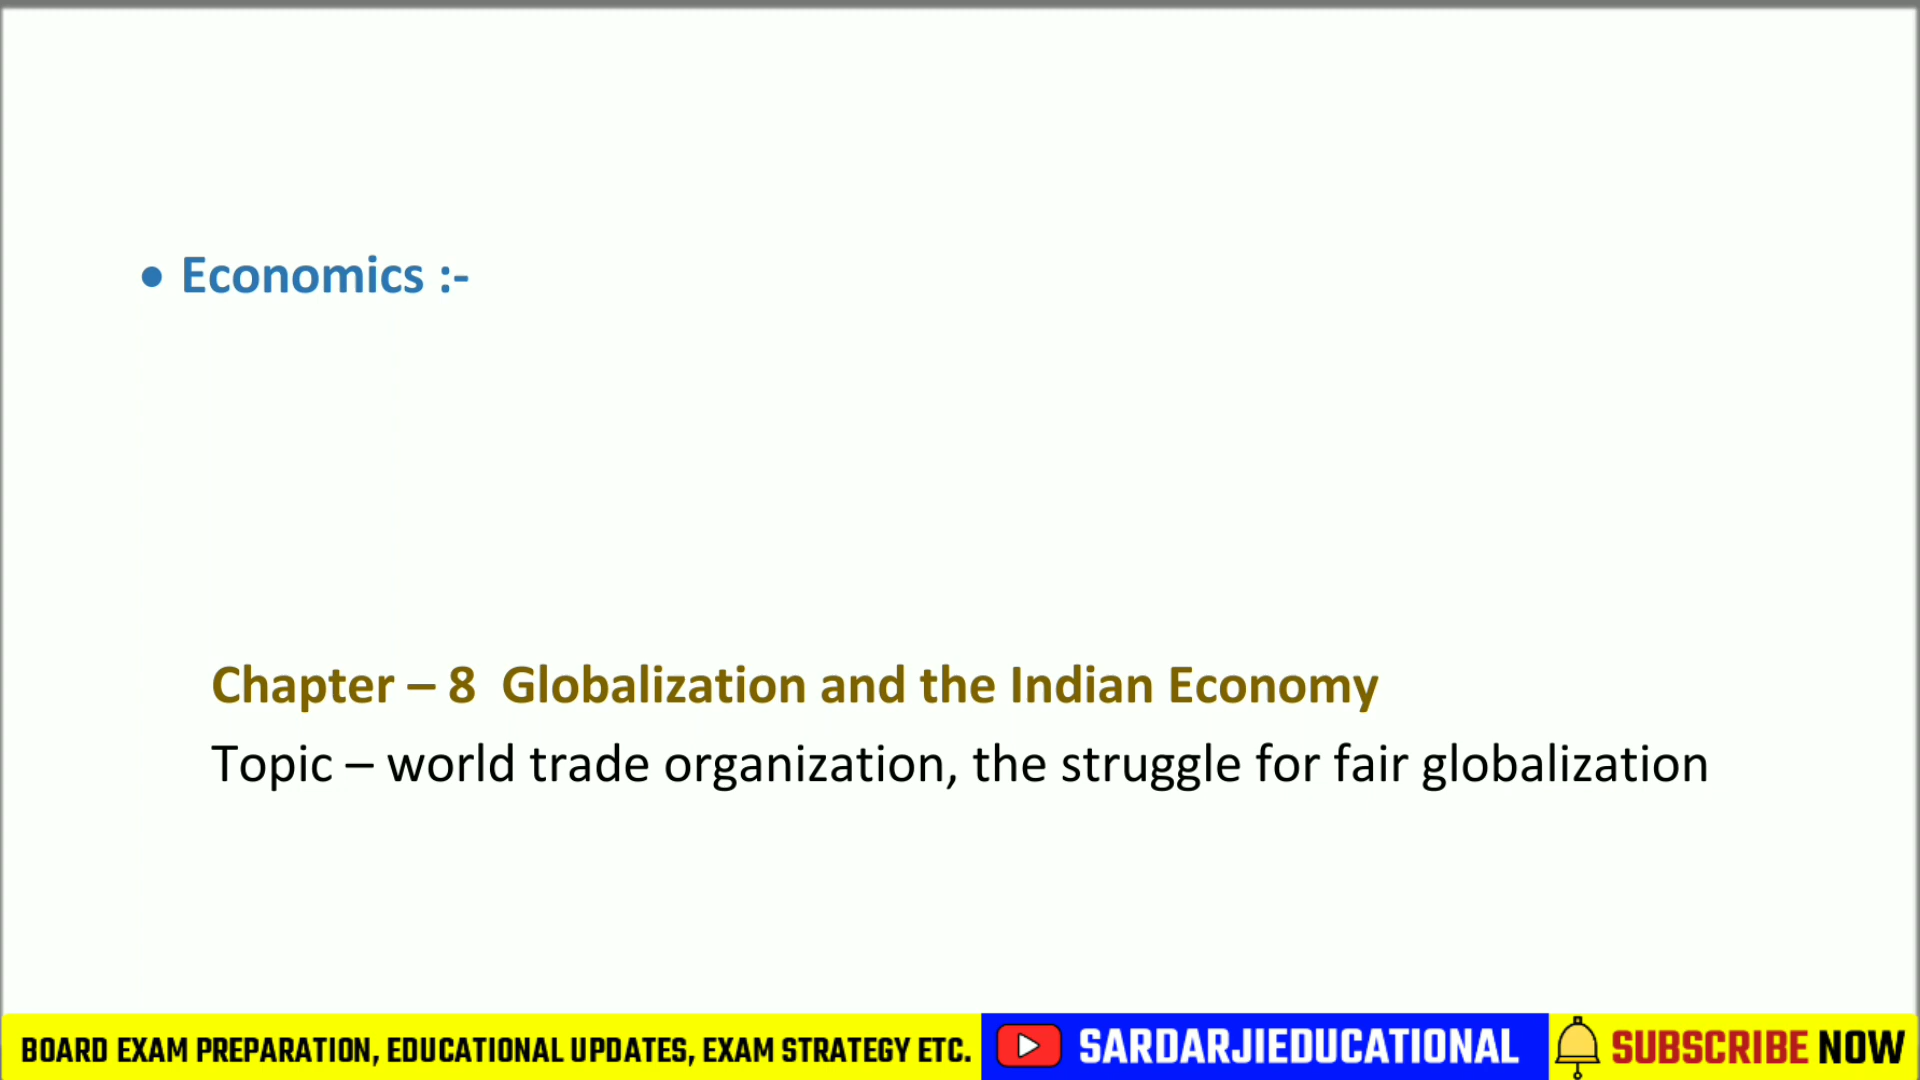 • Economics :-
Chapter – 8  Globalization and the Indian Economy
Topic – world trade organization, the struggle for fair globalization
BOARD EXAM PREPARATION, EDUCATIONAL UPDATES, EXAM STRATEGY ETC. SARDARJIEDUCATIONAL SUBSCRIBE NOW